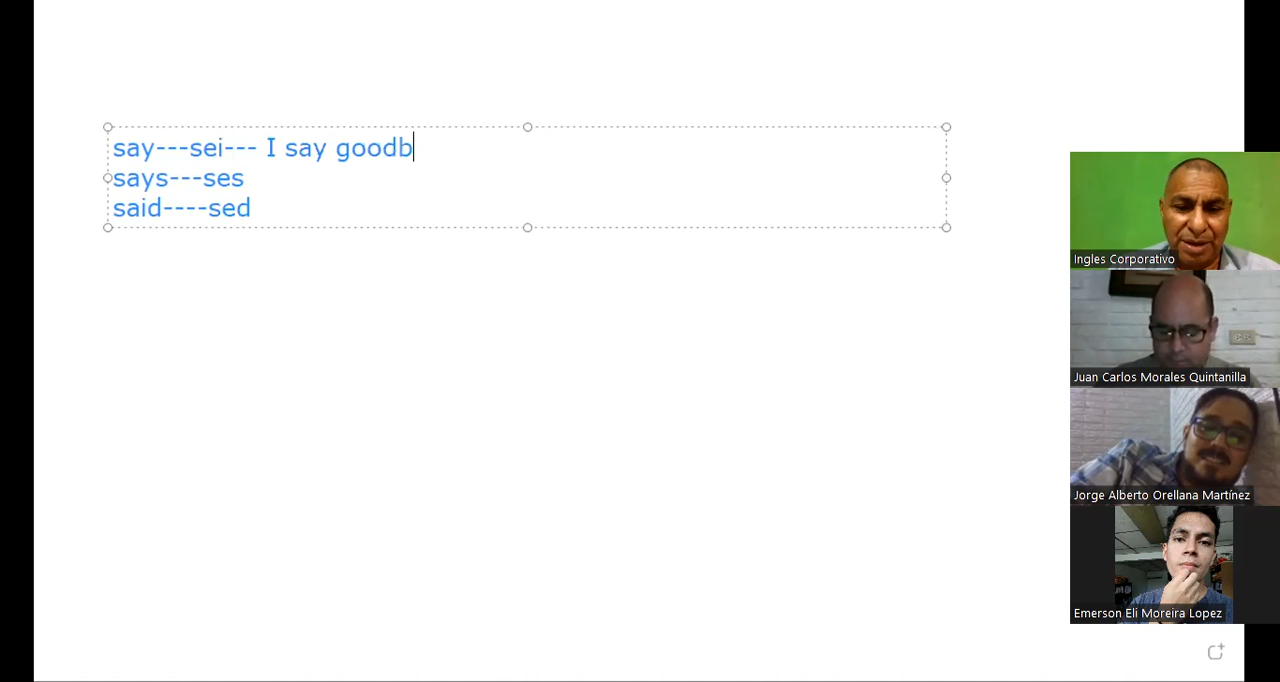 say---sei--- I say goodb
says---ses
said----sed
Ingles Corporativo
Juan Carlos Morales Quintanilla
Jorge Alberto Orellana Martínez
Emerson Eli Moreira Lopez